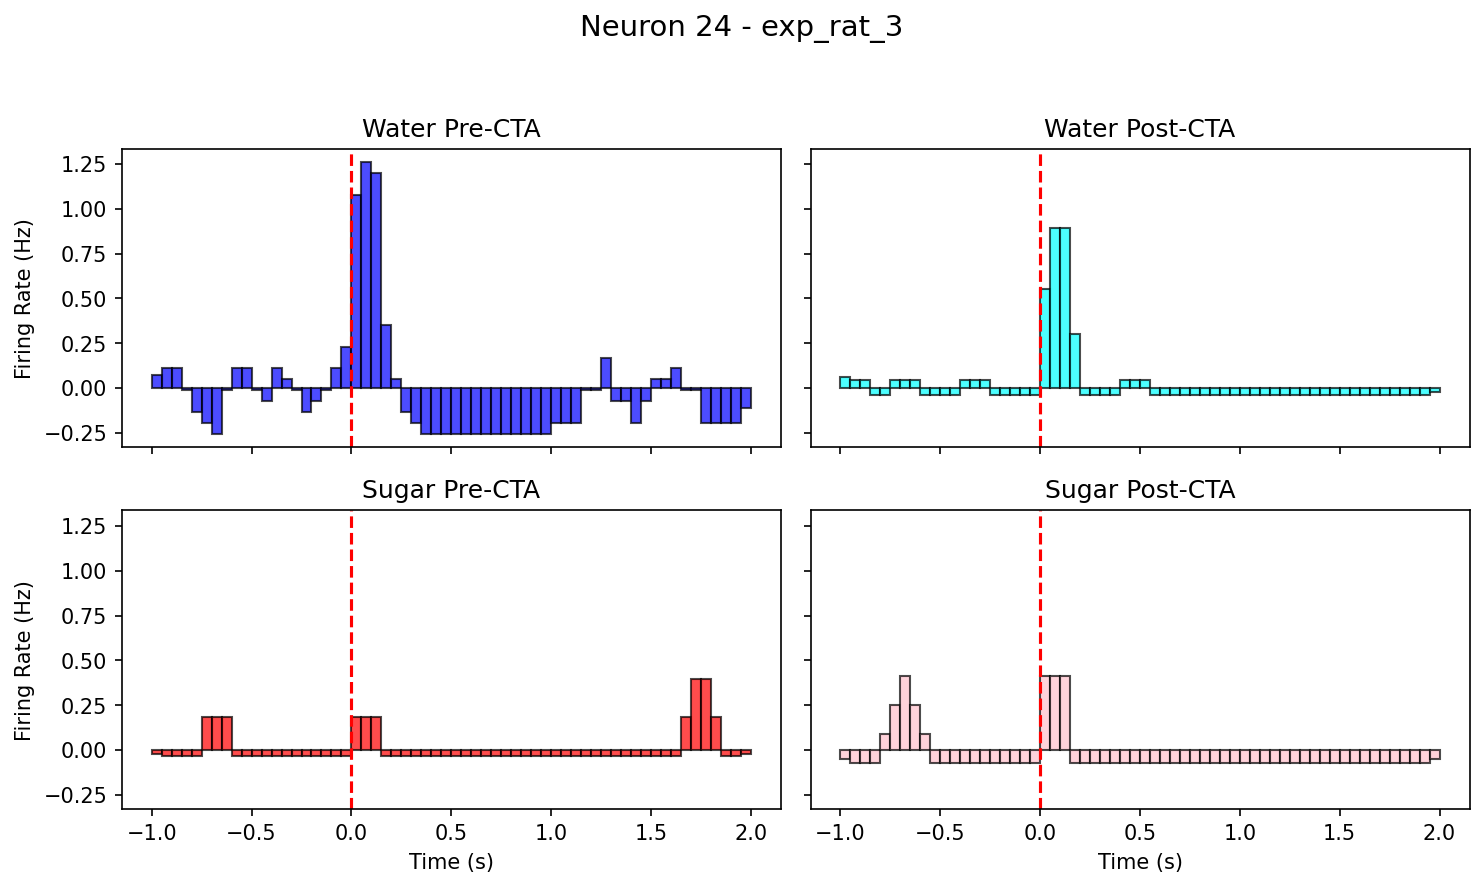 Neuron 24 - exp_rat_3
Water Pre-CTA
Water Post-CTA
Firing Rate (Hz)
1.25
1.00
0.75
0.50
0.25
0.00
−0.25
Sugar Pre-CTA
Sugar Post-CTA
Firing Rate (Hz)
1.25
1.00
0.75
0.50
0.25
0.00
−0.25
−1.0 −0.5 0.0 0.5 1.0 1.5 2.0
−1.0 −0.5 0.0 0.5 1.0 1.5 2.0
Time (s)
Time (s)